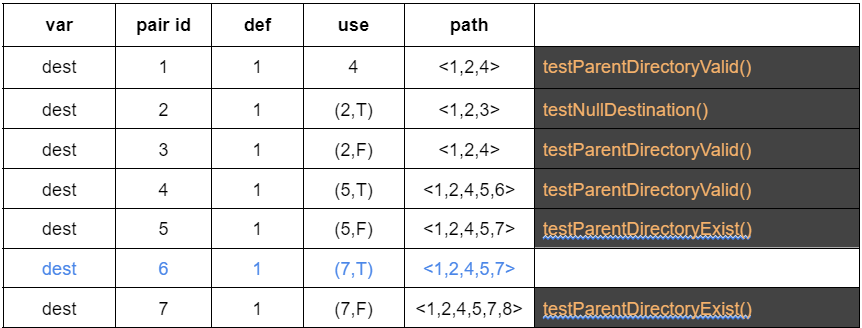 var pair id def use path
dest 1 1 4 <1,2,4> testParentDirectoryValid()
dest 2 1 (2,T) <1,2,3> testNullDestination()
dest 3 1 (2,F) <1,2,4> testParentDirectoryValid()
dest 4 1 (5,T) <1,2,4,5,6> testParentDirectoryValid()
dest 5 1 (5,F) <1,2,4,5,7> testParentDirectoryExist()
dest 6 1 (7,T) <1,2,4,5,7>
dest 7 1 (7,F) <1,2,4,5,7,8> testParentDirectoryExist()